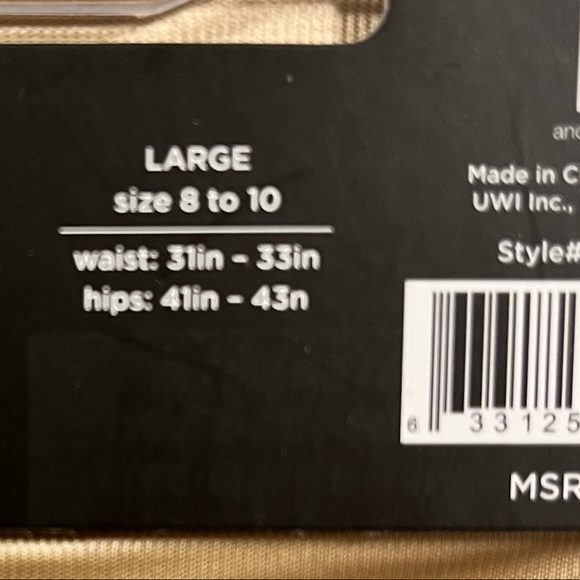 LARGE
size 8 to 10
waist: 31in – 33in
hips: 41in – 43n
and
Made in C
UWI Inc.,
Style#
6 33125
MSR